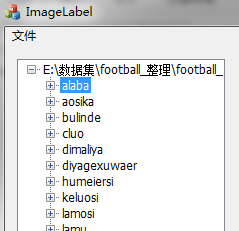 ImageLabel
文件
E:\数据集\football_整理\football_
alaba
aosika
bulinde
cluo
dimaliya
diyagexuwaer
humeiersi
keluosi
lamosi
lamu